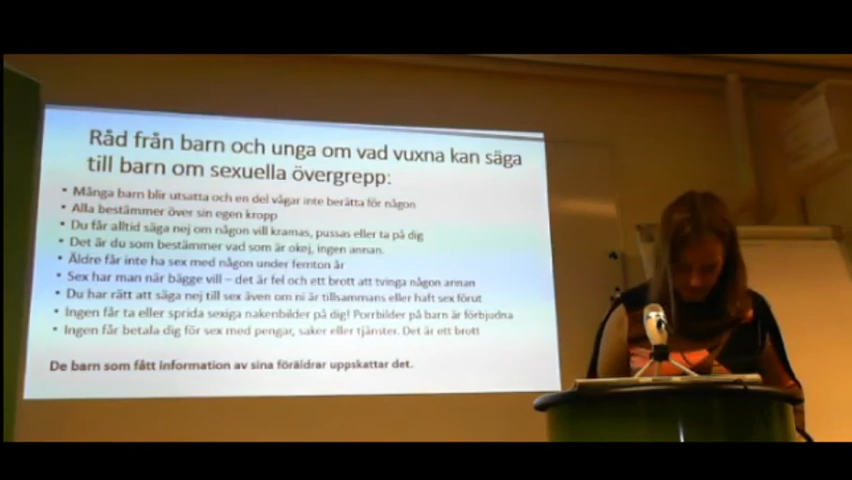 Råd från barn och unga om vad vuxna kan säga
till barn om sexuella övergrepp:
• Många barn blir utsatta och en del vågar inte berätta för någon
• Alla bestämmer över sin egen kropp
• Du får alltid säga nej om någon vill kramas, pussas eller ta på dig
• Det är du som bestämmer vad som är okej, ingen annan.
• Äldre får inte ha sex med någon under femton år
• Sex har man när bägge vill – det är fel och ett brott att tvinga någon annan
• Du har rätt att säga nej till sex även om ni är tillsammans eller haft sex förut
• Ingen får ta eller sprida sexiga nakenbilder på dig! Porrbilder på barn är förbjudna
• Ingen får betala dig för sex med pengar, saker eller tjänster. Det är ett brott
De barn som fått information av sina föräldrar uppskattar det.